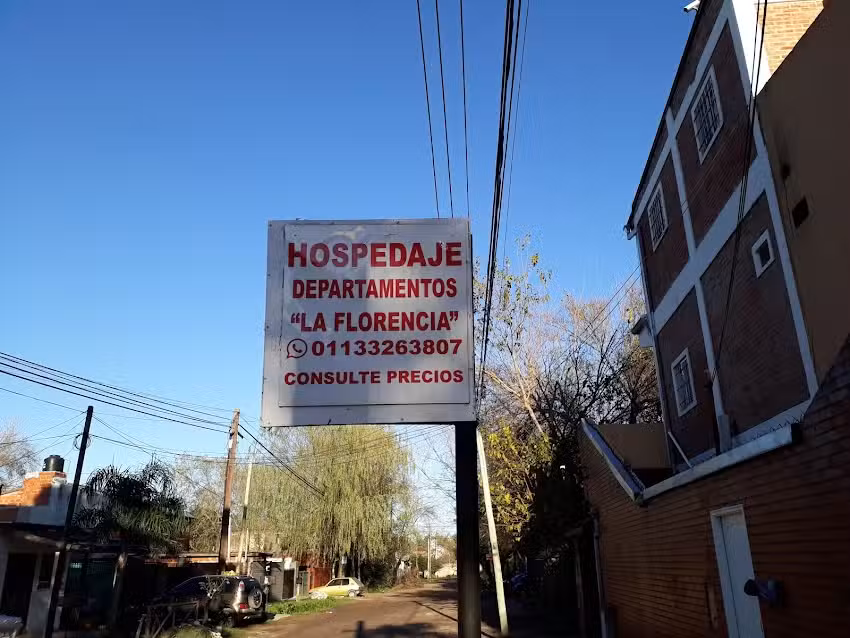 HOSPEDAJE
DEPARTAMENTOS
“LA FLORENCIA”
01133263807
CONSULTE PRECIOS